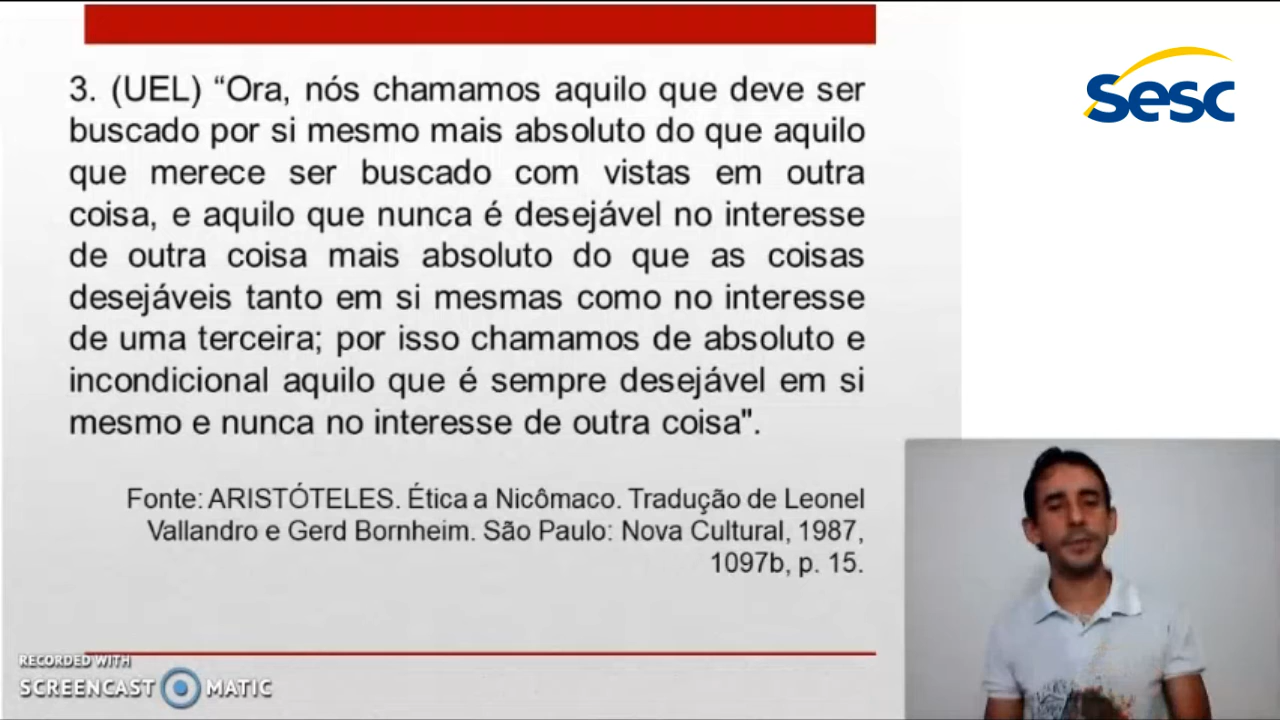 3. (UEL) “Ora, nós chamamos aquilo que deve ser
buscado por si mesmo mais absoluto do que aquilo
que merece ser buscado com vistas em outra
coisa, e aquilo que nunca é desejável no interesse
de outra coisa mais absoluto do que as coisas
desejáveis tanto em si mesmas como no interesse
de uma terceira; por isso chamamos de absoluto e
incondicional aquilo que é sempre desejável em si
mesmo e nunca no interesse de outra coisa".
Fonte: ARISTÓTELES. Ética a Nicômaco. Tradução de Leonel
Vallandro e Gerd Bornheim. São Paulo: Nova Cultural, 1987,
1097b, p. 15.
Sesc
RECORDED WITH
SCREENCAST MATIC